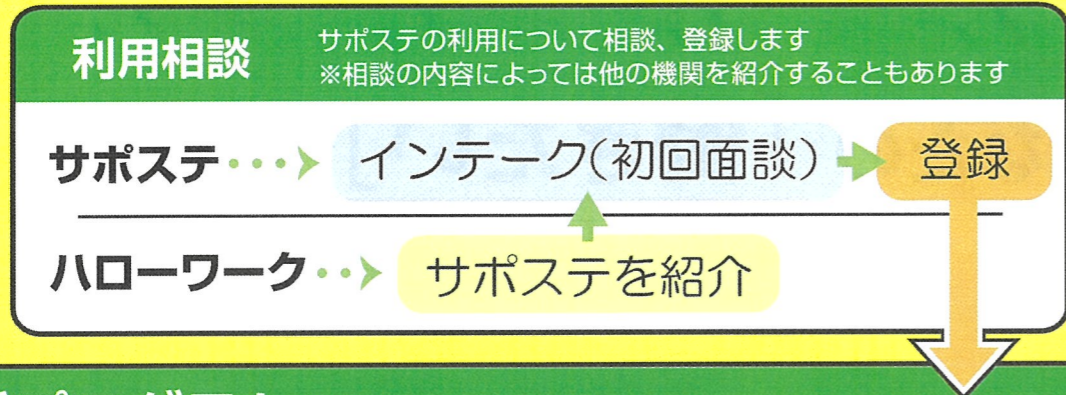 利用相談
サポステの利用について相談、登録します
※相談の内容によっては他の機関を紹介することもあります
サポステ・・・> インテーク(初回面談) 登録
ハローワーク・・> サポステを紹介